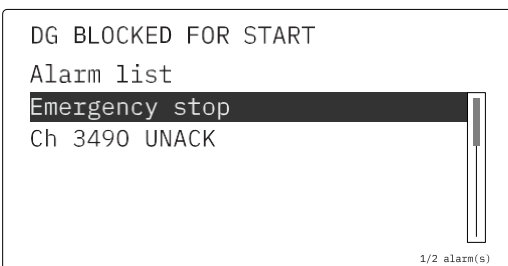 DG BLOCKED FOR START
Alarm list
Emergency stop
Ch 3490 UNACK
1/2 alarm(s)